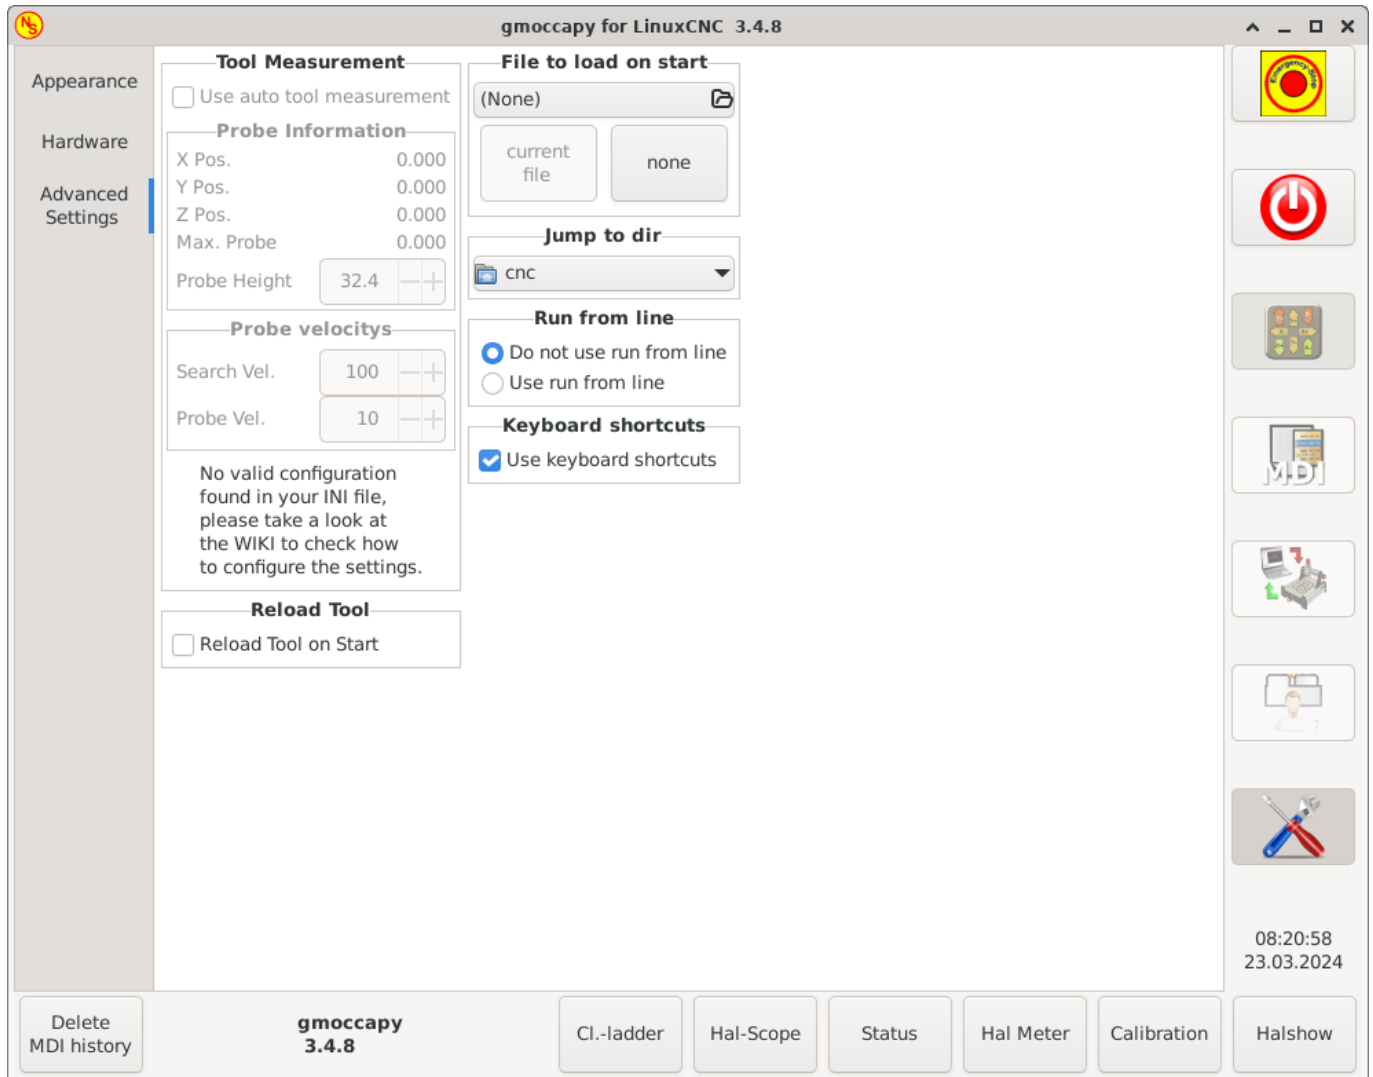 NS
gmoccapy for LinuxCNC 3.4.8
Appearance
Hardware
Advanced
Settings
Tool Measurement
Use auto tool measurement
Probe Information
X Pos. 0.000
Y Pos. 0.000
Z Pos. 0.000
Max. Probe 0.000
Probe Height 32.4
Probe velocitys
Search Vel. 100
Probe Vel. 10
No valid configuration
found in your INI file,
please take a look at
the WIKI to check how
to configure the settings.
Reload Tool
Reload Tool on Start
File to load on start
(None)
current
file
none
Jump to dir
cnc
Run from line
Do not use run from line
Use run from line
Keyboard shortcuts
Use keyboard shortcuts
Emergency-Stop
MDI
08:20:58
23.03.2024
Delete
MDI history
gmoccapy
3.4.8
Cl.-ladder
Hal-Scope
Status
Hal Meter
Calibration
Halshow